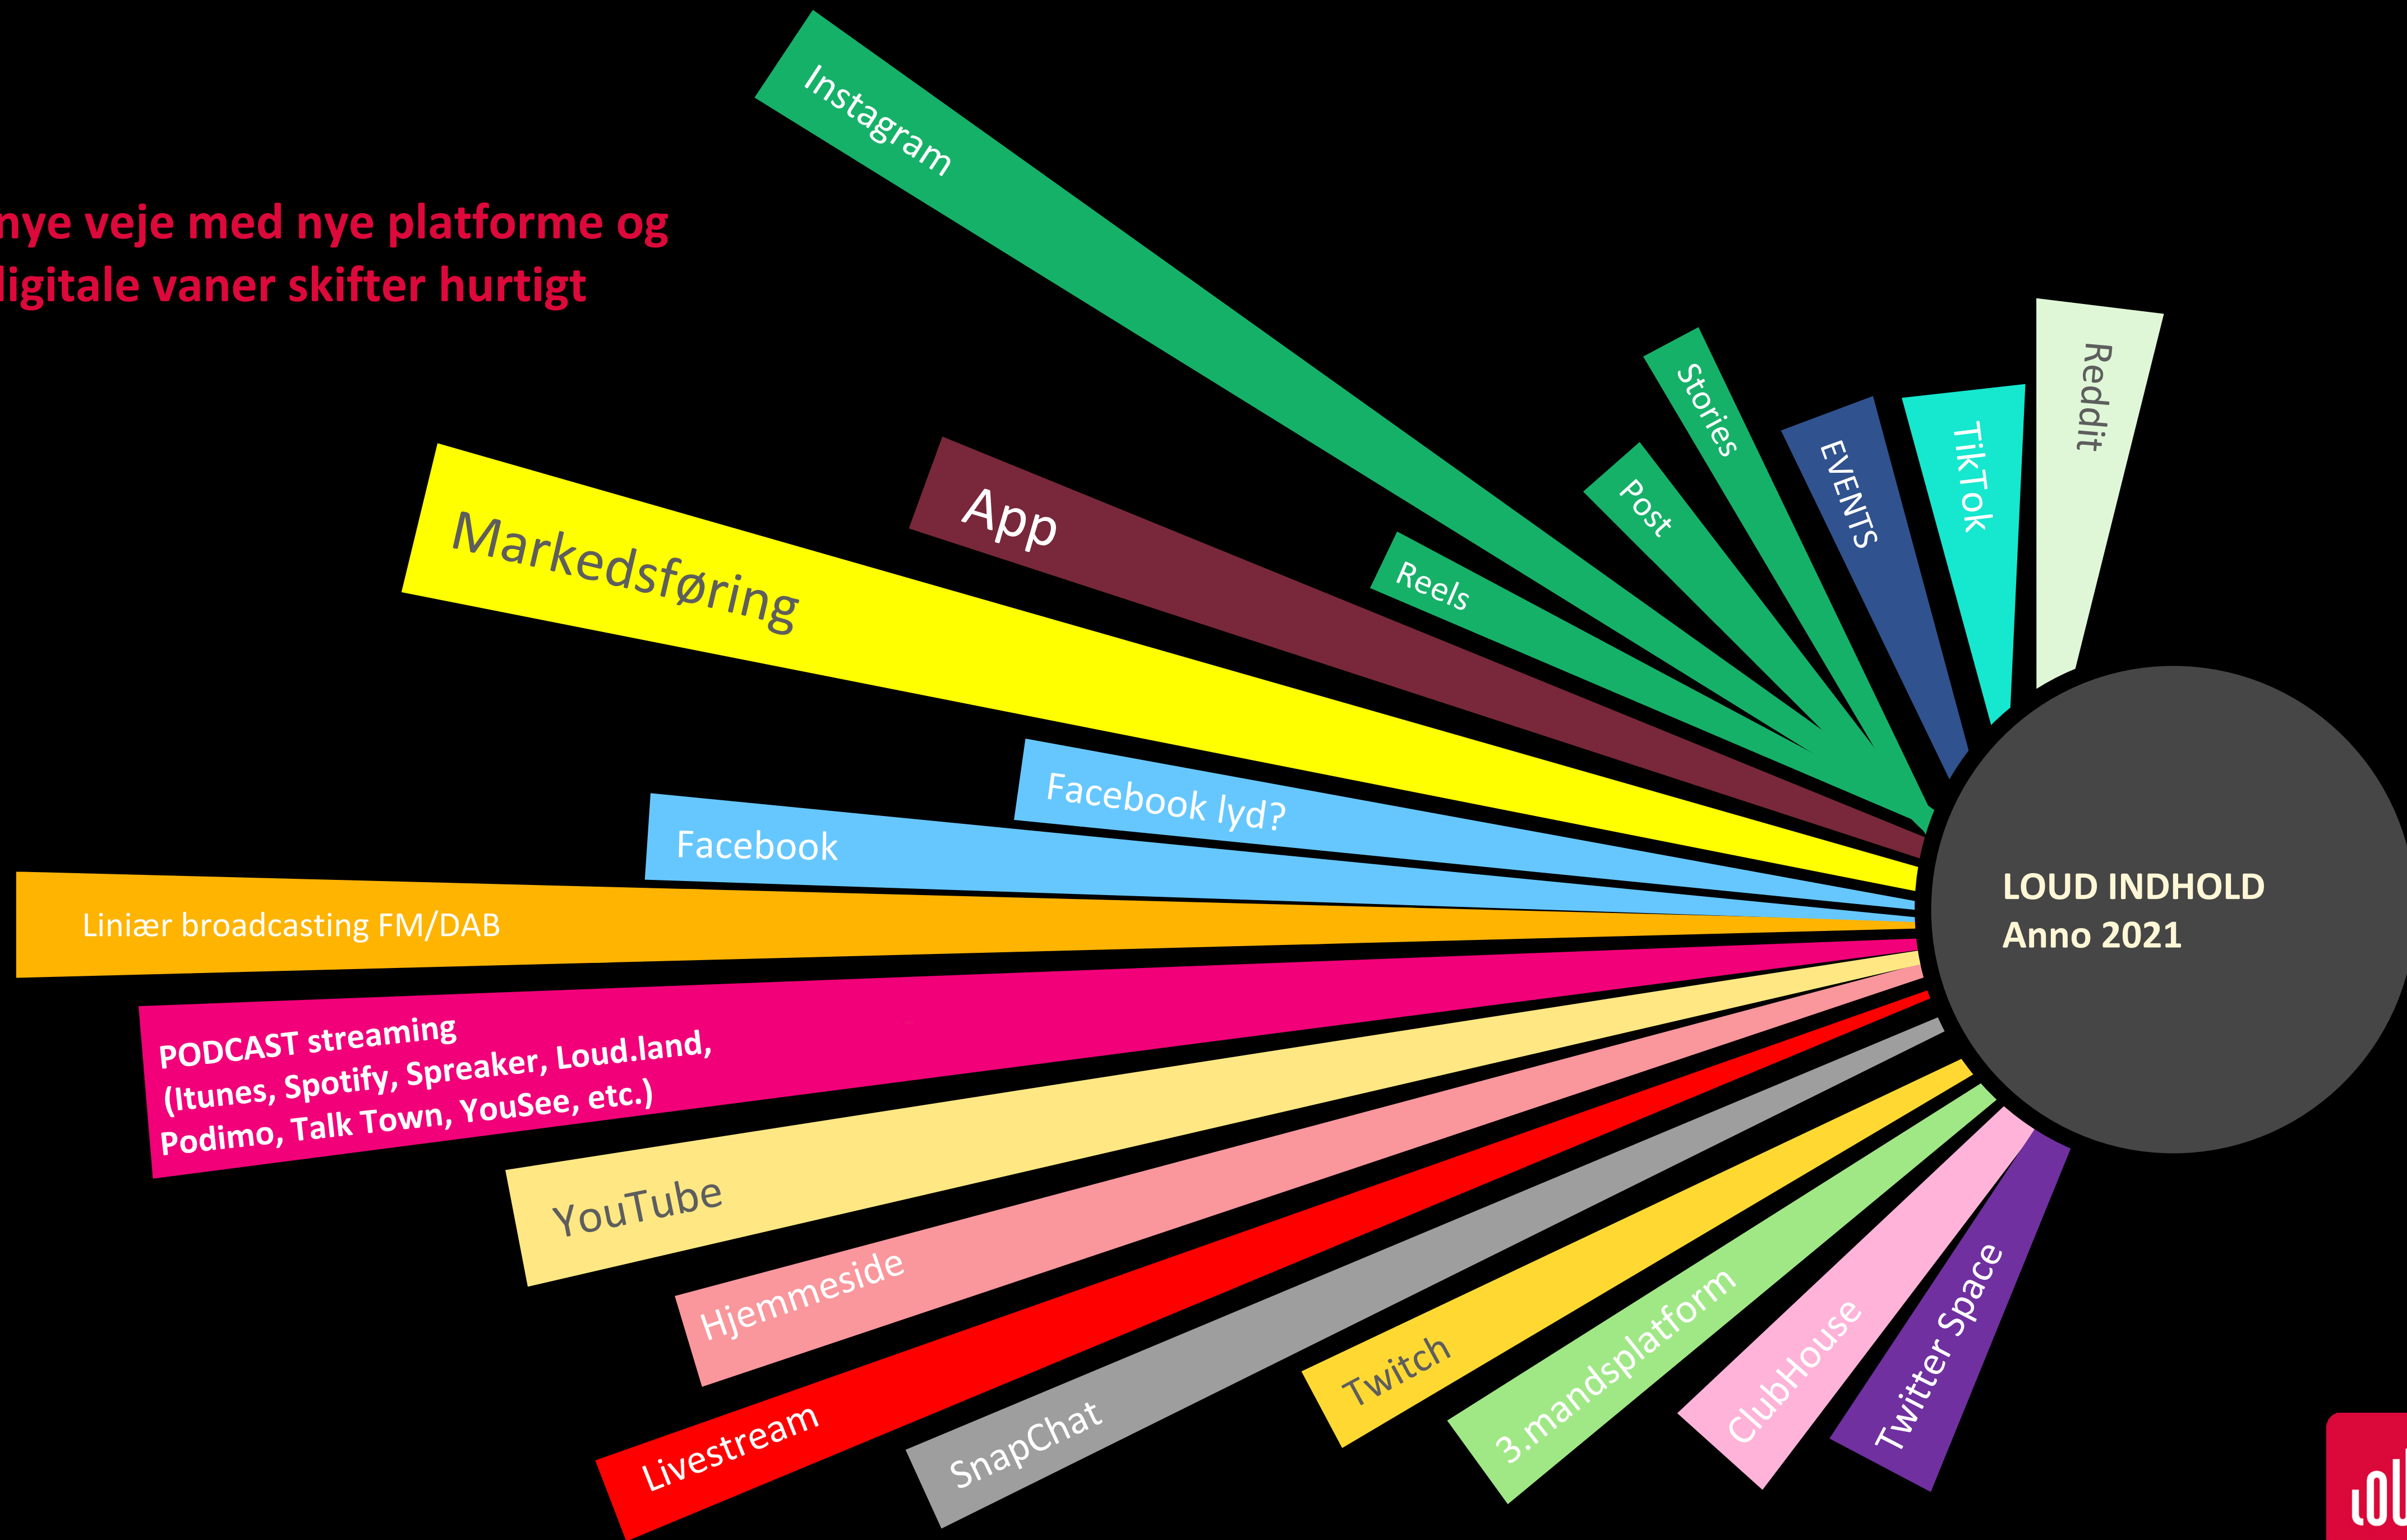 nye veje med nye platforme og
digitale vaner skifter hurtigt
Instagram
Stories
Post
Reels
EVENTS
TikTok
Reddit
App
Markedsføring
Facebook lyd?
Facebook
Liniær broadcasting FM/DAB
LOUD INDHOLD
Anno 2021
PODCAST streaming
(Itunes, Spotify, Spreaker, Loud.land,
Podimo, Talk Town, YouSee, etc.)
YouTube
Hjemmeside
Livestream
SnapChat
Twitch
3.mandsplatform
ClubHouse
Twitter Space